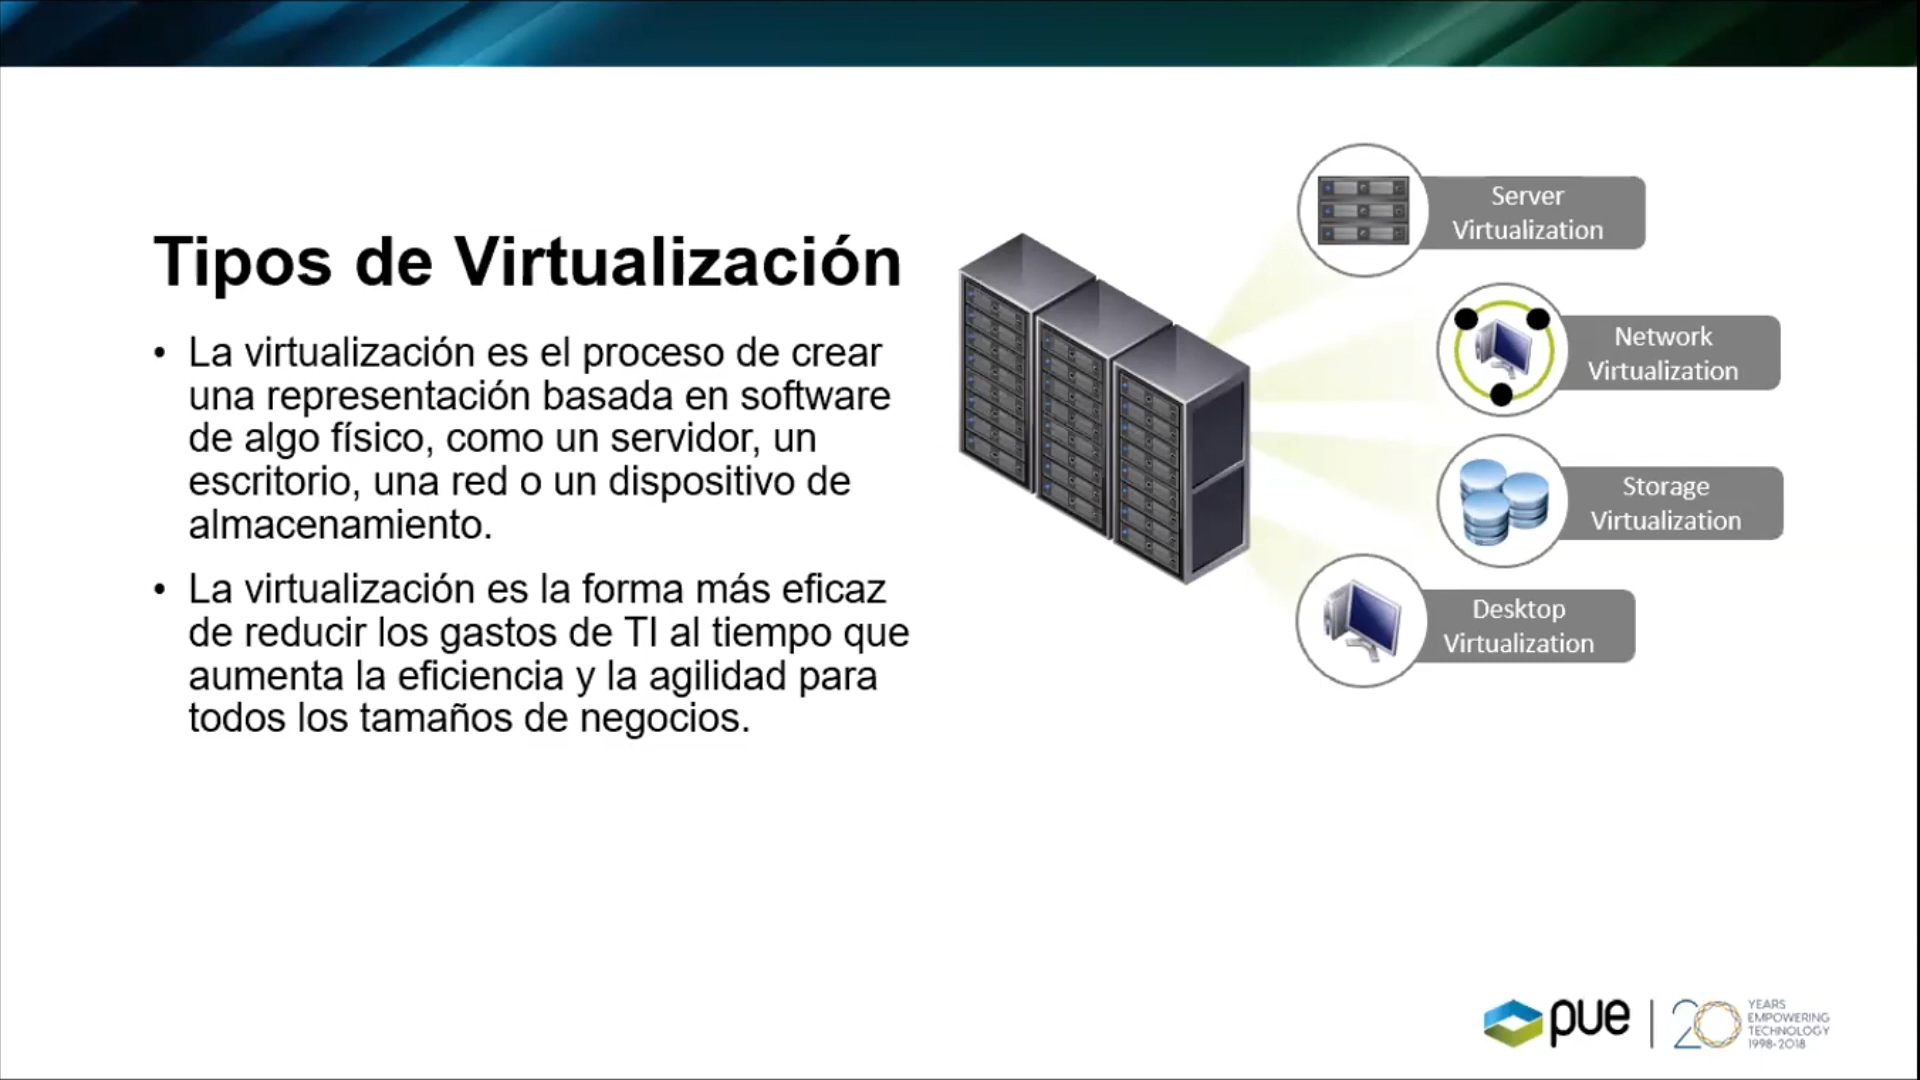 Tipos de Virtualización
• La virtualización es el proceso de crear
una representación basada en software
de algo físico, como un servidor, un
escritorio, una red o un dispositivo de
almacenamiento.
• La virtualización es la forma más eficaz
de reducir los gastos de TI al tiempo que
aumenta la eficiencia y la agilidad para
todos los tamaños de negocios.
Server
Virtualization
Network
Virtualization
Storage
Virtualization
Desktop
Virtualization
pue
20
YEARS
EMPOWERING
TECHNOLOGY
1998-2018